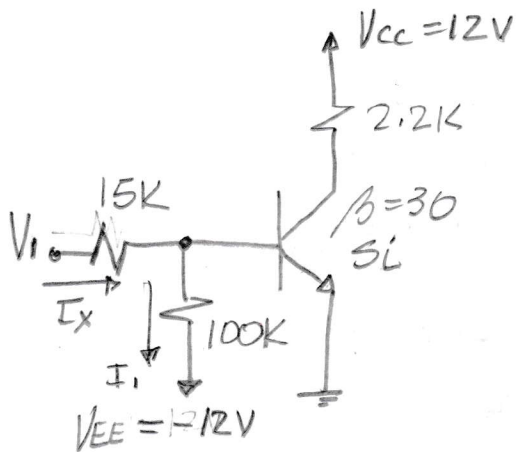 Vcc = 12V
2.2K
15K
β = 30
Si
V1
Ix
100K
I1
VEE = -12V